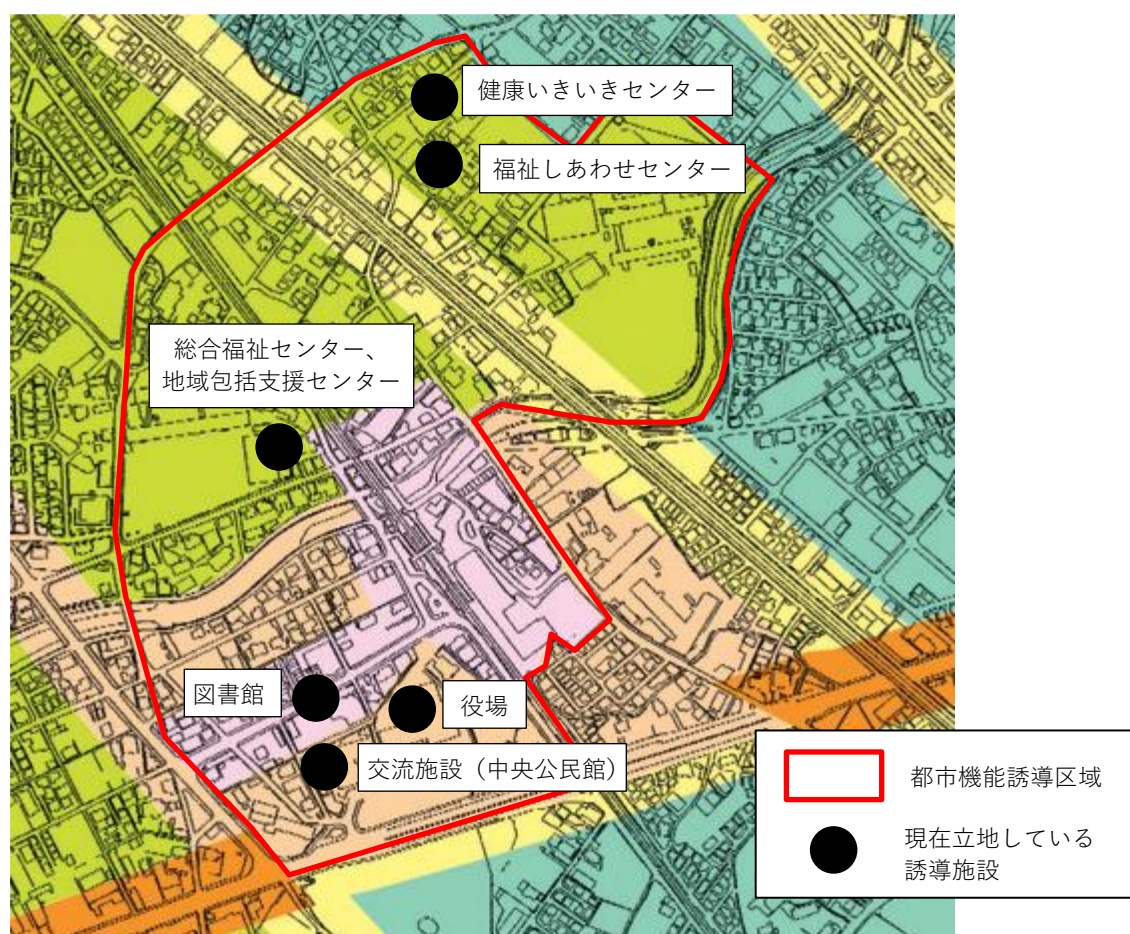 健康いきいきセンター
福祉しあわせセンター
総合福祉センター、
地域包括支援センター
図書館
役場
交流施設（中央公民館）
都市機能誘導区域
現在立地している
誘導施設